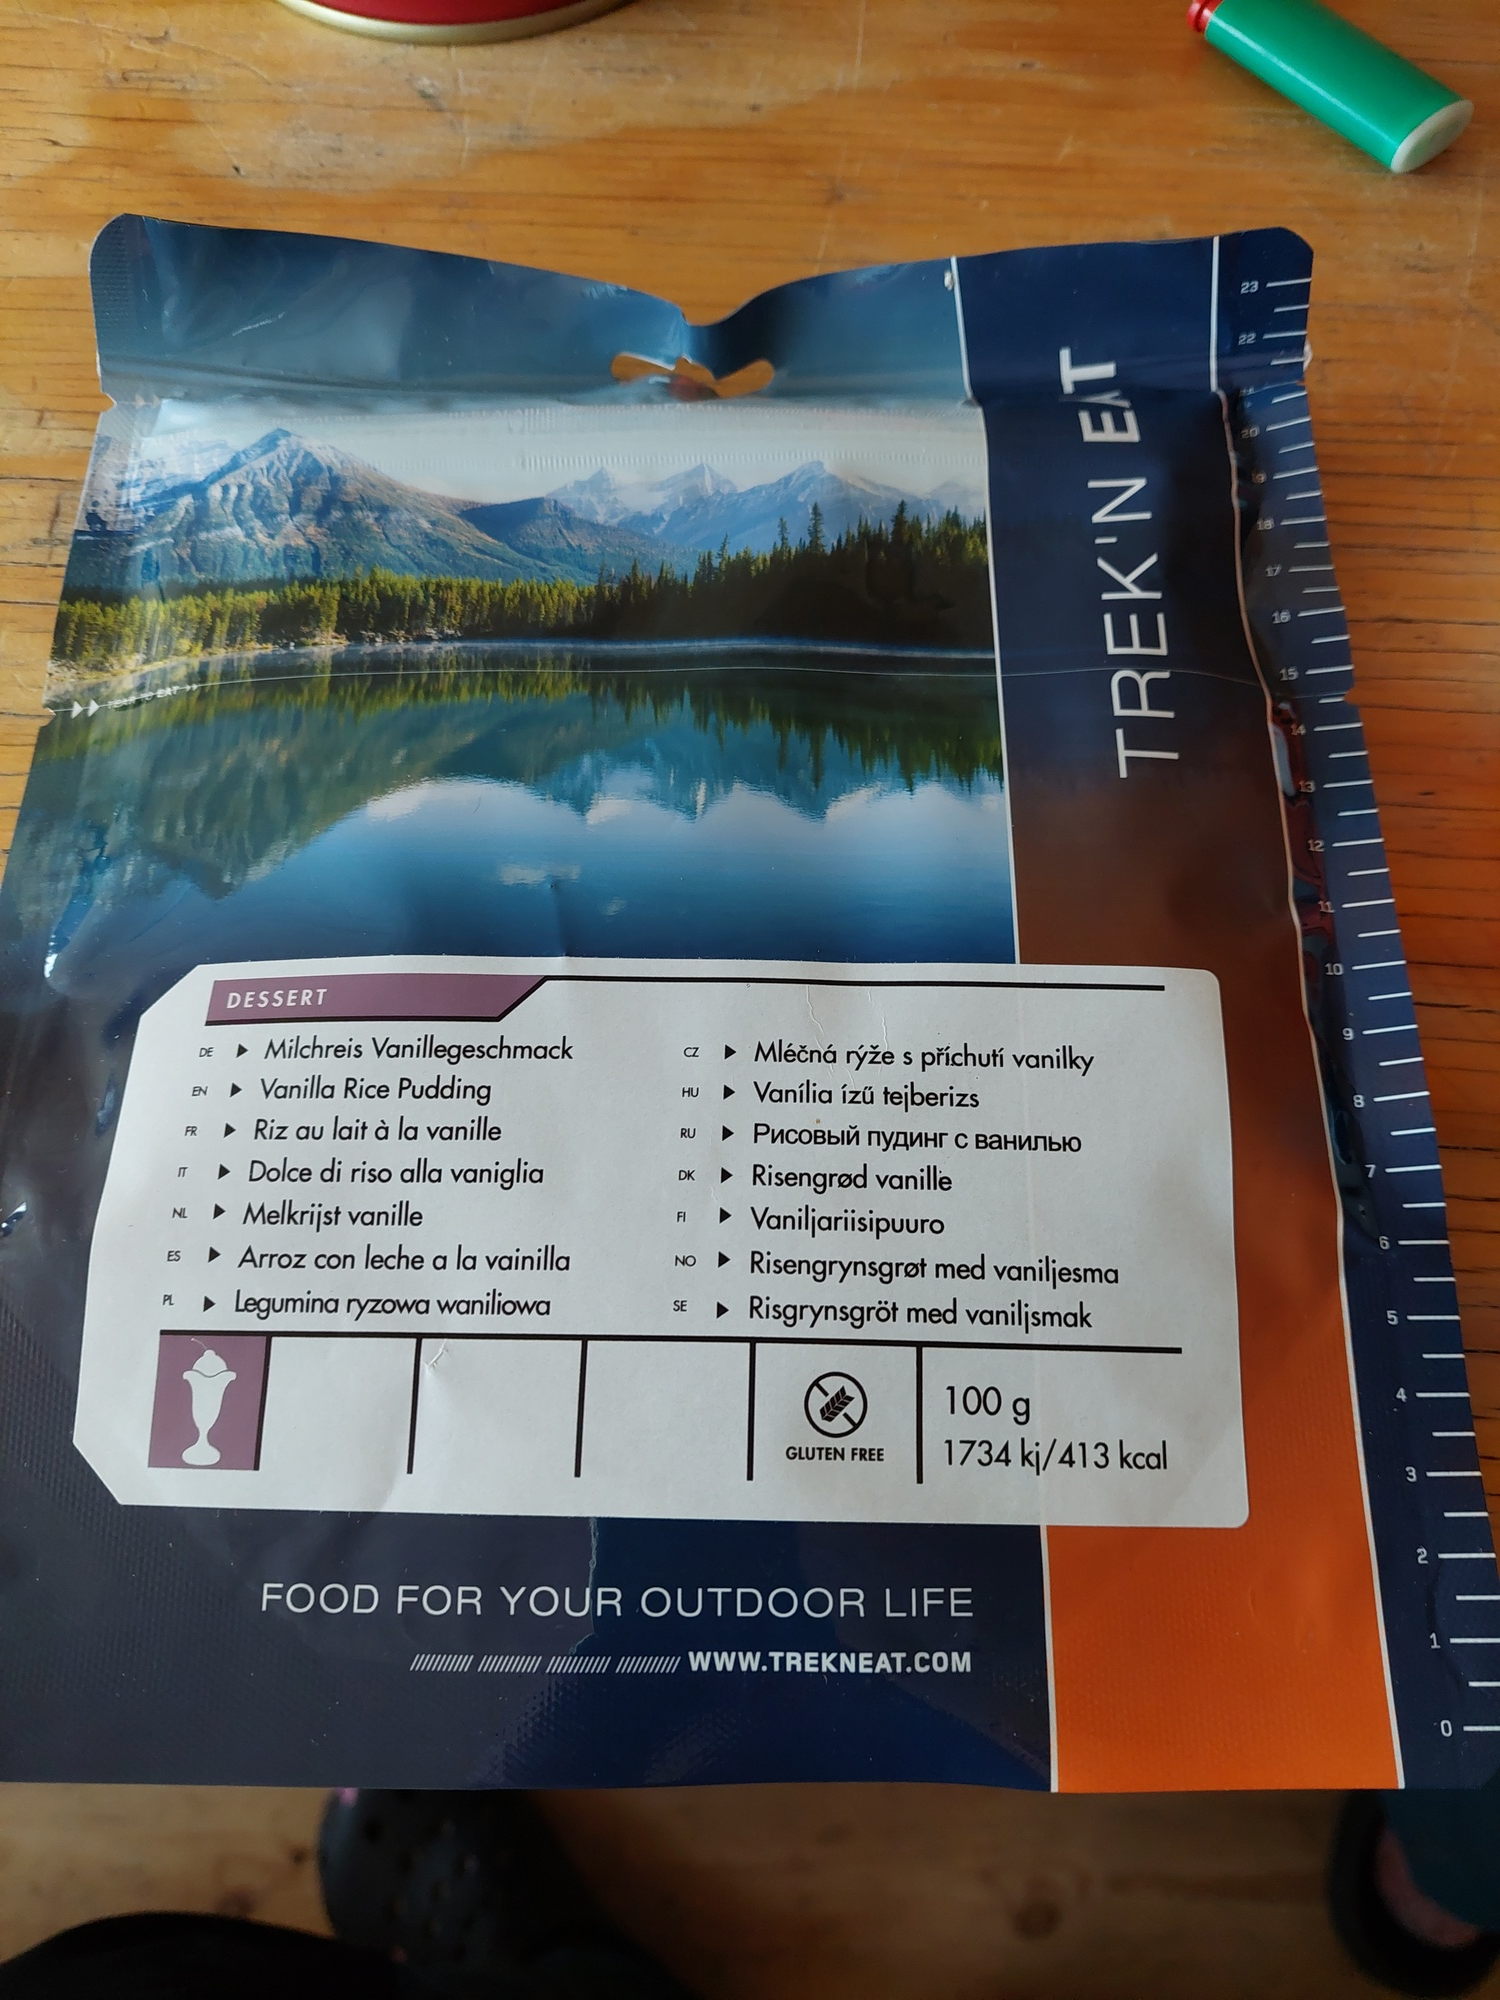 TREK'N EAT
23
22
20
19
18
17
16
15
14
13
12
11
10
9
8
7
6
5
4
3
2
1
0
TEAR TO EAT
DESSERT
DE ▶ Milchreis Vanillegeschmack
EN ▶ Vanilla Rice Pudding
FR ▶ Riz au lait à la vanille
IT ▶ Dolce di riso alla vaniglia
NL ▶ Melkrijst vanille
ES ▶ Arroz con leche a la vainilla
PL ▶ Legumina ryzowa waniliowa
CZ ▶ Mléčná rýže s příchutí vanilky
HU ▶ Vanília ízű tejberizs
RU ▶ Рисовый пудинг с ванилью
DK ▶ Risengrød vanille
FI ▶ Vaniljariisipuuro
NO ▶ Risengrynsgrøt med vaniljesma
SE ▶ Risgrynsgröt med vaniljsmak
GLUTEN FREE
100 g
1734 kj/413 kcal
FOOD FOR YOUR OUTDOOR LIFE
WWW.TREKNEAT.COM